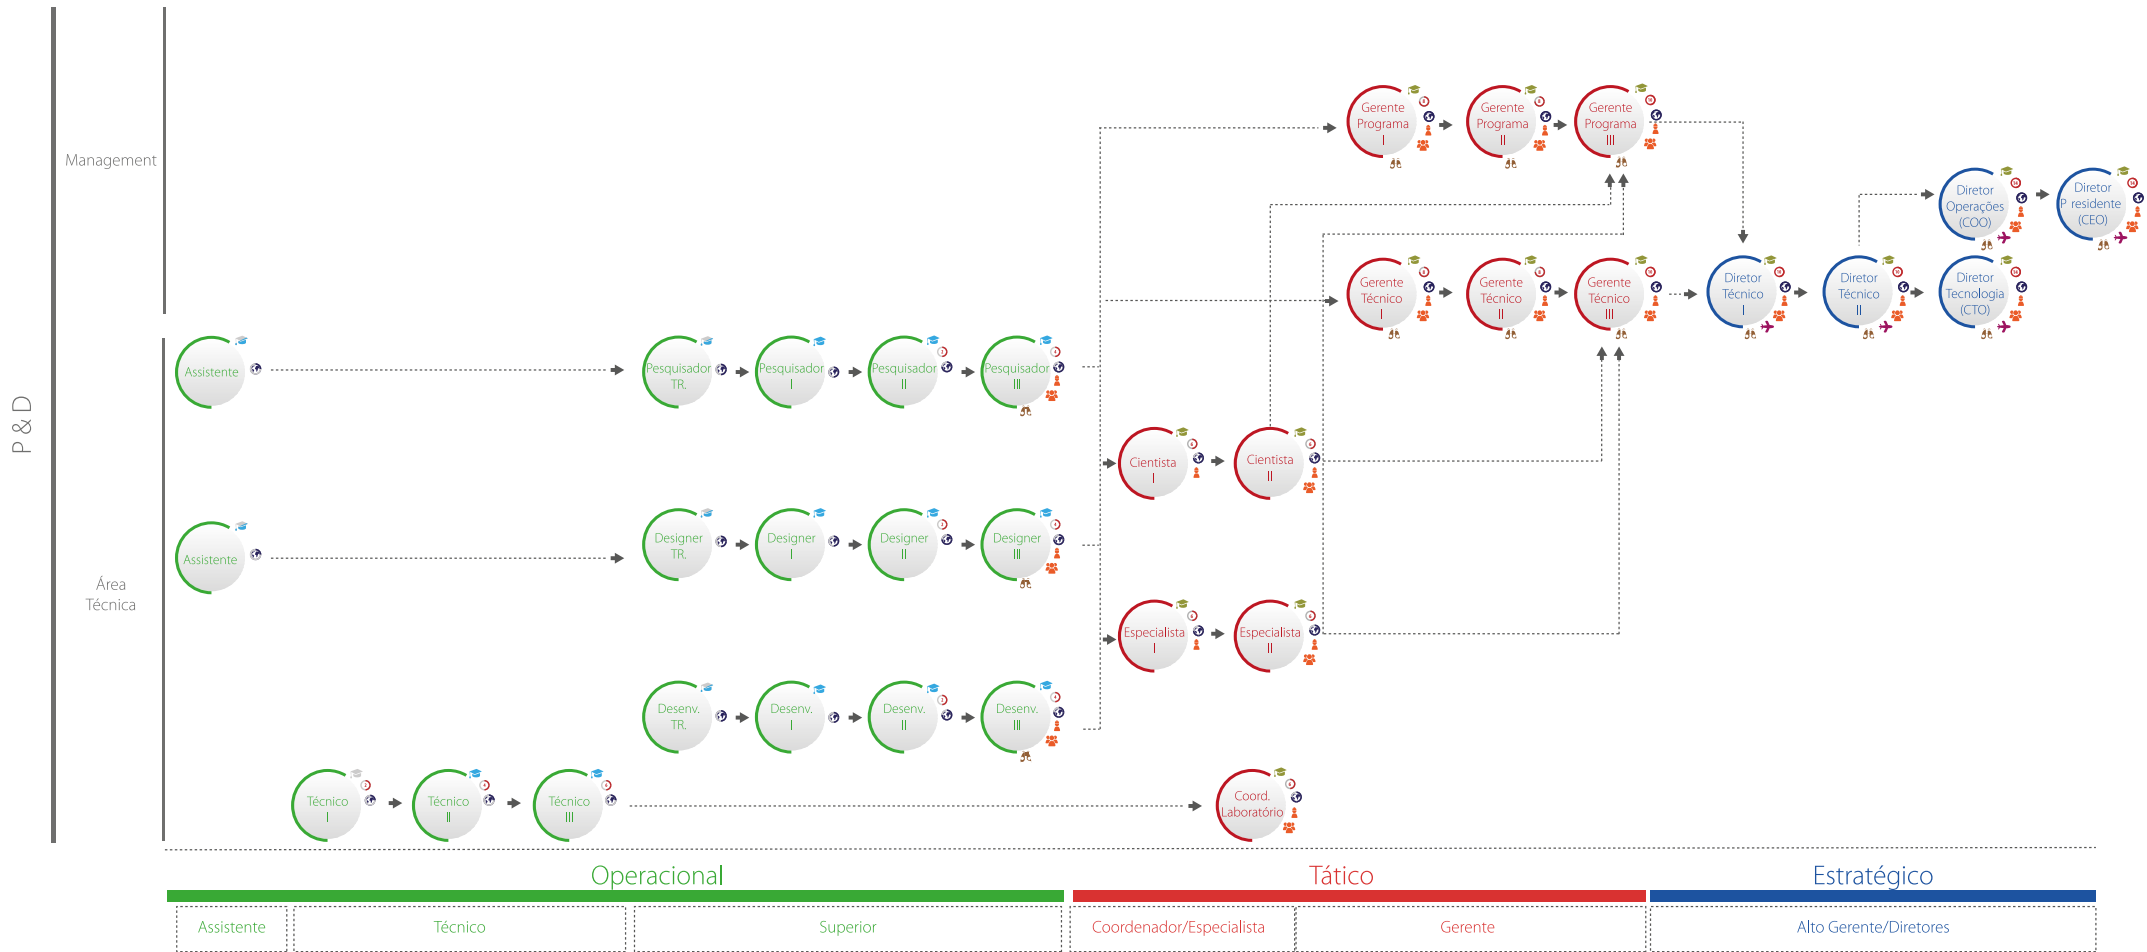 P & D
Management
Área
Técnica
Gerente
Programa
I
Gerente
Programa
II
Gerente
Programa
III
Diretor
Operações
(COO)
Diretor
P residente
(CEO)
Gerente
Técnico
I
Gerente
Técnico
II
Gerente
Técnico
III
Diretor
Técnico
I
Diretor
Técnico
II
Diretor
Tecnologia
(CTO)
Assistente
Pesquisador
TR.
Pesquisador
I
Pesquisador
II
Pesquisador
III
Cientista
I
Cientista
II
Assistente
Designer
TR.
Designer
I
Designer
II
Designer
III
Especialista
I
Especialista
II
Desenv.
TR.
Desenv.
I
Desenv.
II
Desenv.
III
Técnico
I
Técnico
II
Técnico
III
Coord.
Laboratório
Operacional
Tático
Estratégico
Assistente
Técnico
Superior
Coordenador/Especialista
Gerente
Alto Gerente/Diretores